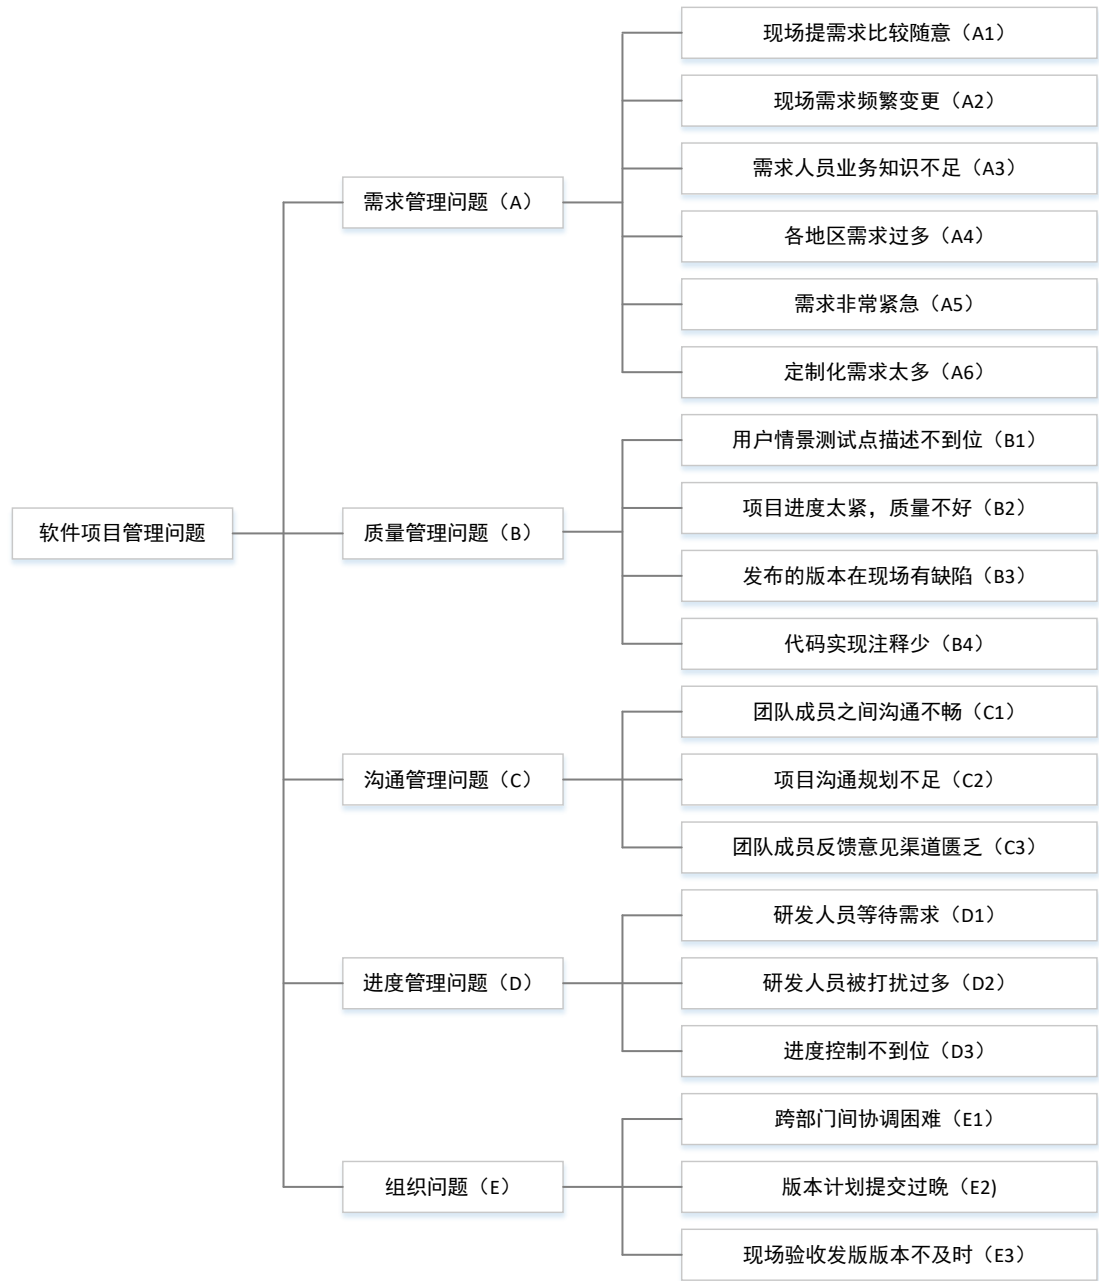 软件项目管理问题
需求管理问题（A）
现场提需求比较随意（A1）
现场需求频繁变更（A2）
需求人员业务知识不足（A3）
各地区需求过多（A4）
需求非常紧急（A5）
定制化需求太多（A6）
质量管理问题（B）
用户情景测试点描述不到位（B1）
项目进度太紧，质量不好（B2）
发布的版本在现场有缺陷（B3）
代码实现注释少（B4）
沟通管理问题（C）
团队成员之间沟通不畅（C1）
项目沟通规划不足（C2）
团队成员反馈意见渠道匮乏（C3）
进度管理问题（D）
研发人员等待需求（D1）
研发人员被打扰过多（D2）
进度控制不到位（D3）
组织问题（E）
跨部门间协调困难（E1）
版本计划提交过晚（E2)
现场验收发版版本不及时（E3）